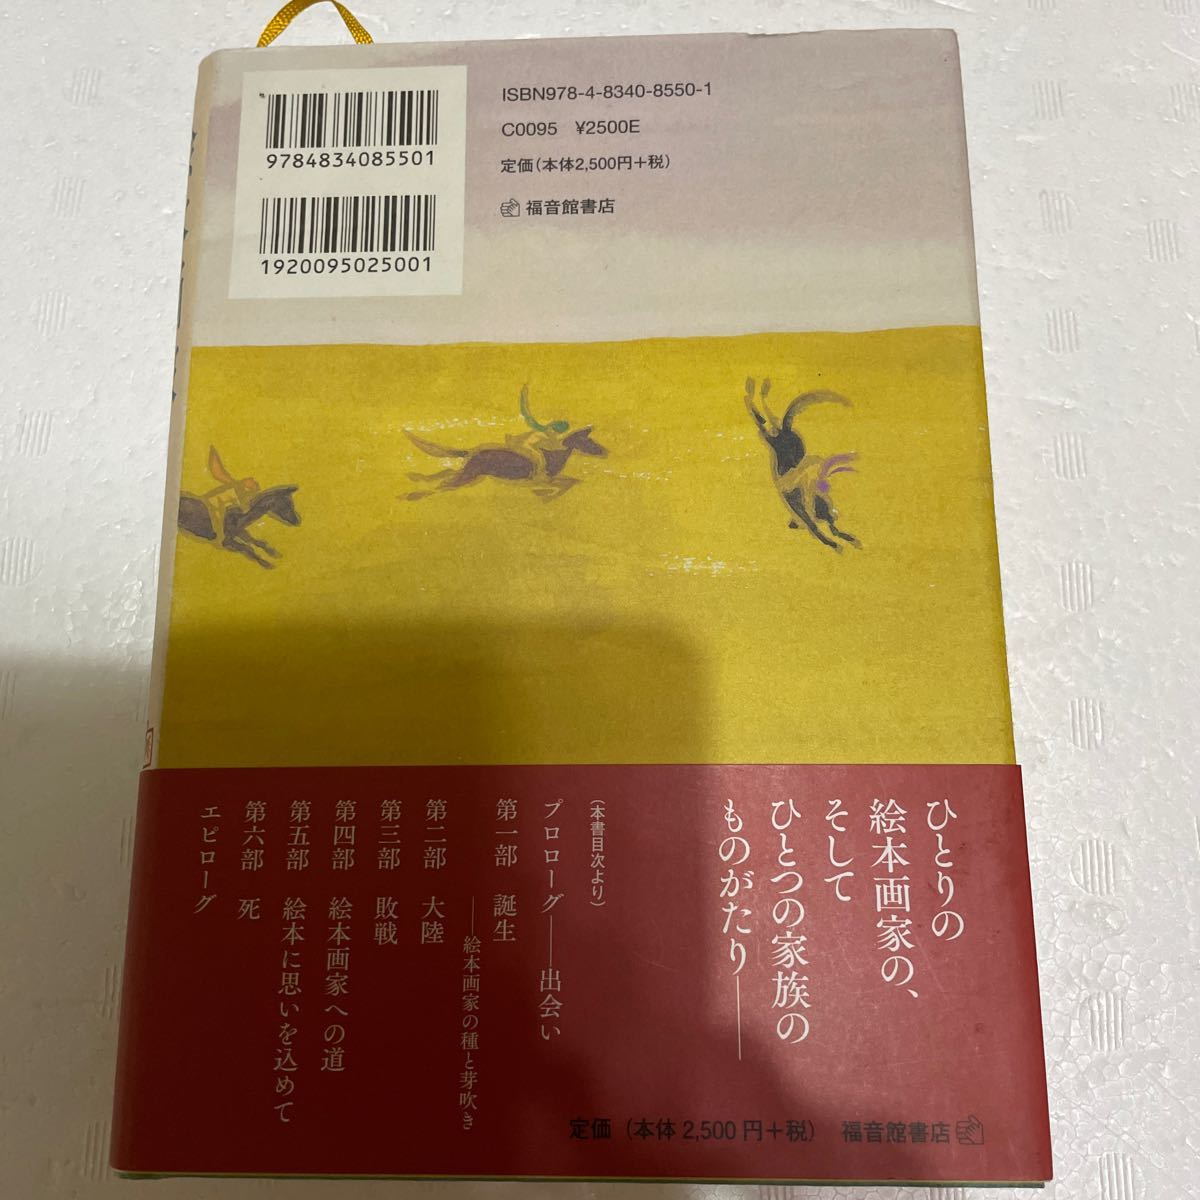 ISBN978-4-8340-8550-1
C0095 ¥2500E
定価(本体2,500円+税)
福音館書店
9784834085501
1920095025001
ひとりの
絵本画家の、
そして
ひとつの家族の
ものがたり――
(本書目次より)
プロローグ――出会い
第一部 誕生
――絵本画家の種と芽吹き
第二部 大陸
第三部 敗戦
第四部 絵本画家への道
第五部 絵本に思いを込めて
第六部 死
エピローグ
定価(本体2,500円+税) 福音館書店